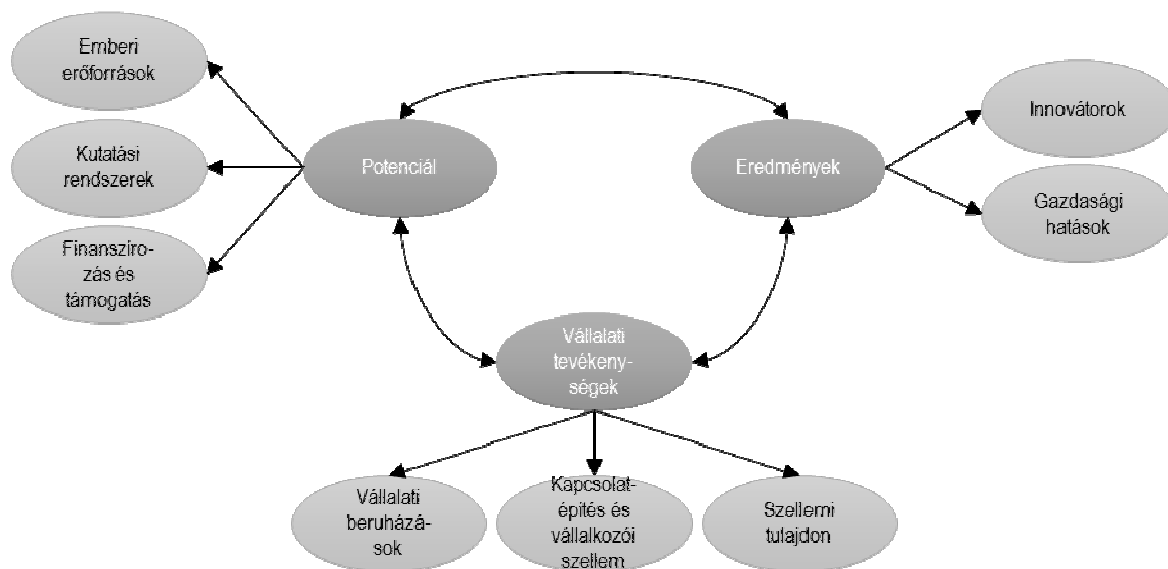 Emberi
erőforrások
Kutatási
rendszerek
Finanszíro-
zás és
támogatás
Potenciál
Eredmények
Innovátorok
Gazdasági
hatások
Vállalati
tevékeny-
ségek
Vállalati
beruházá-
sok
Kapcsolat-
építés és
vállalkozói
szellem
Szellemi
tulajdon